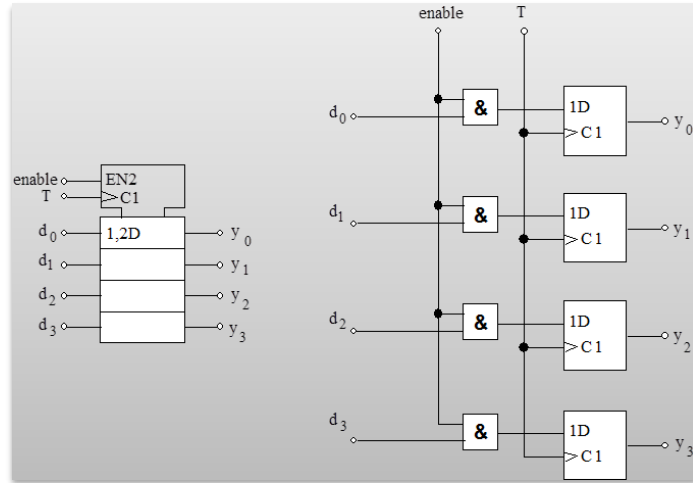 enable T
d0 & 1D C1 y0
enable EN2
T C1
d0 1,2D y0
d1 y1
d2 y2
d3 y3
d1 & 1D C1 y1
d2 & 1D C1 y2
d3 & 1D C1 y3